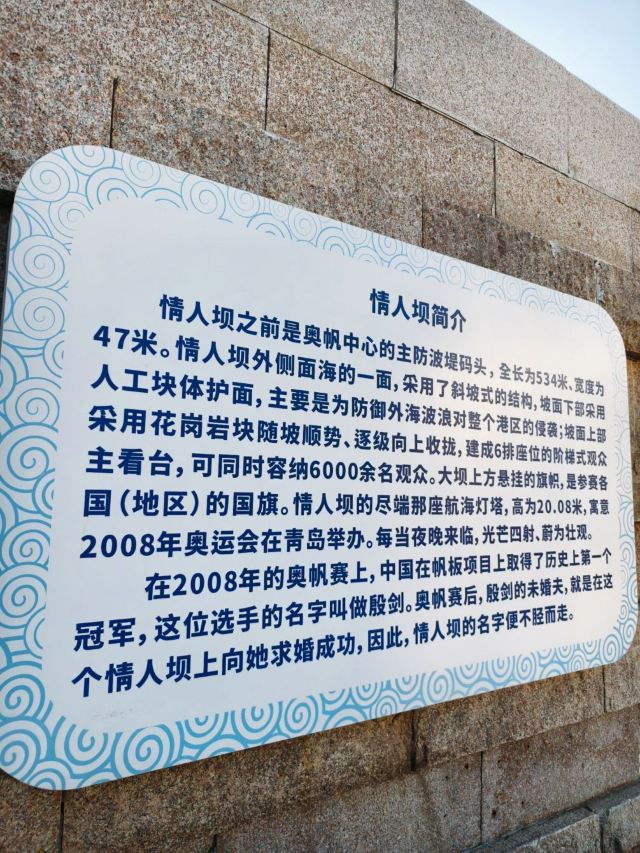 情人坝简介
情人坝之前是奥帆中心的主防波堤码头，全长为534米、宽度为
47米。情人坝外侧面海的一面，采用了斜坡式的结构，坡面下部采用
人工块体护面，主要是为防御外海波浪对整个港区的侵袭；坡面上部
采用花岗岩块随坡顺势、逐级向上收拢，建成6排座位的阶梯式观众
主看台，可同时容纳6000余名观众。大坝上方悬挂的旗帜，是参赛各
国（地区）的国旗。情人坝的尽端那座航海灯塔，高为20.08米，寓意
2008年奥运会在青岛举办。每当夜晚来临，光芒四射、蔚为壮观。
在2008年的奥帆赛上，中国在帆板项目上取得了历史上第一个
冠军，这位选手的名字叫做殷剑。奥帆赛后，殷剑的未婚夫，就是在这
个情人坝上向她求婚成功，因此，情人坝的名字便不胫而走。